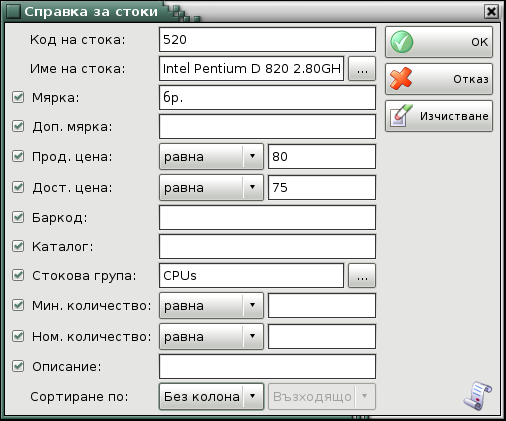 Справка за стоки
Код на стока: 520
Име на стока: Intel Pentium D 820 2.80GH ...
Мярка: бр.
Доп. мярка:
Прод. цена: равна 80
Дост. цена: равна 75
Баркод:
Каталог:
Стокова група: CPUs ...
Мин. количество: равна
Ном. количество: равна
Описание:
Сортиране по: Без колона Възходящо
OK
Отказ
Изчистване